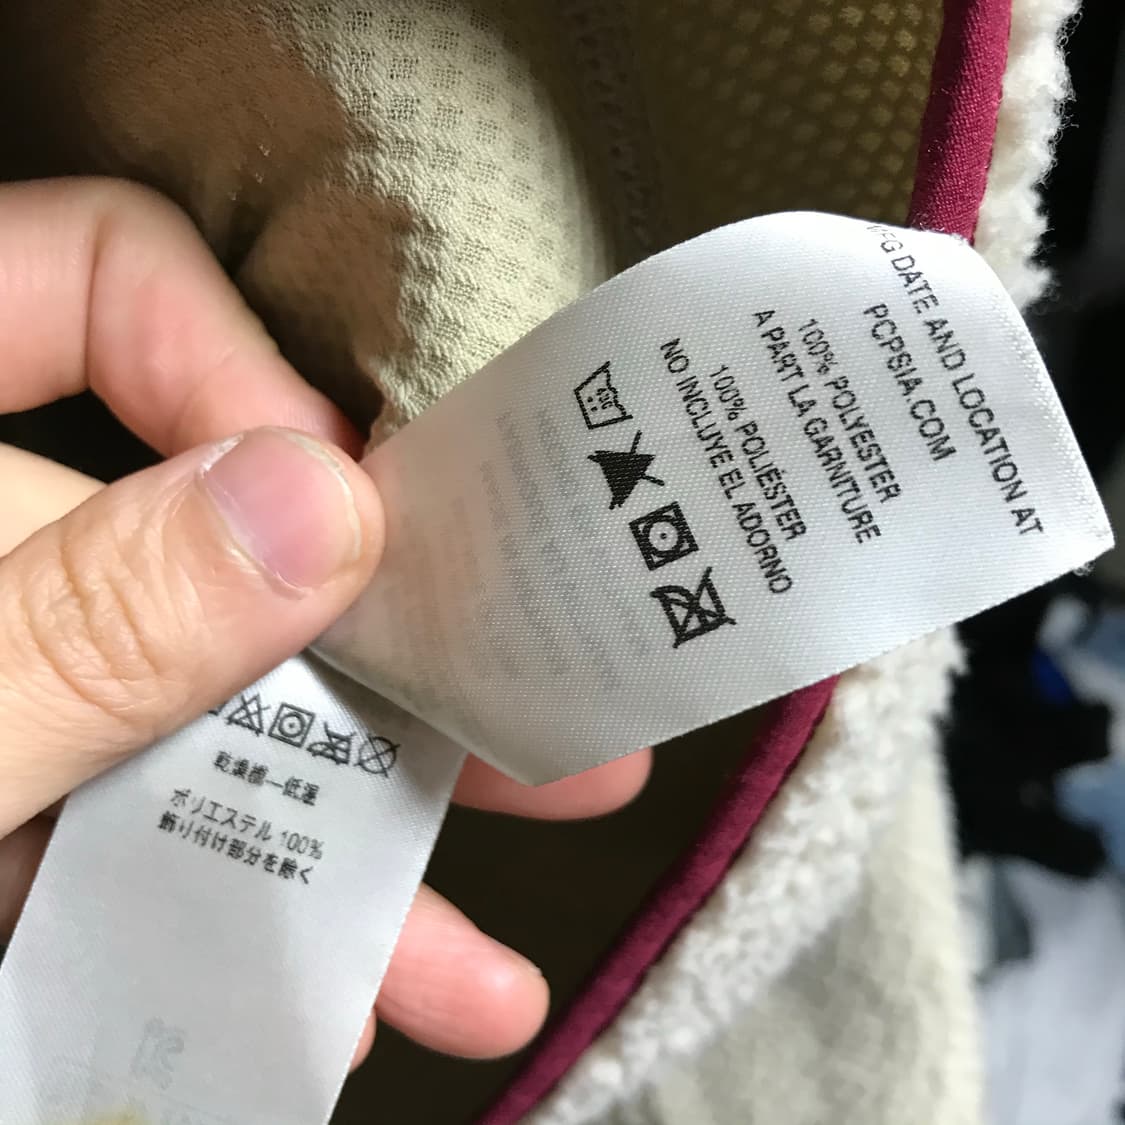 MFG DATE AND LOCATION AT
PCPSIA.COM
100% POLYESTER
A PART LA GARNITURE
100% POLIÉSTER
NO INCLUYE EL ADORNO
乾燥機一低温
ポリエステル 100%
飾り付け部分を除く